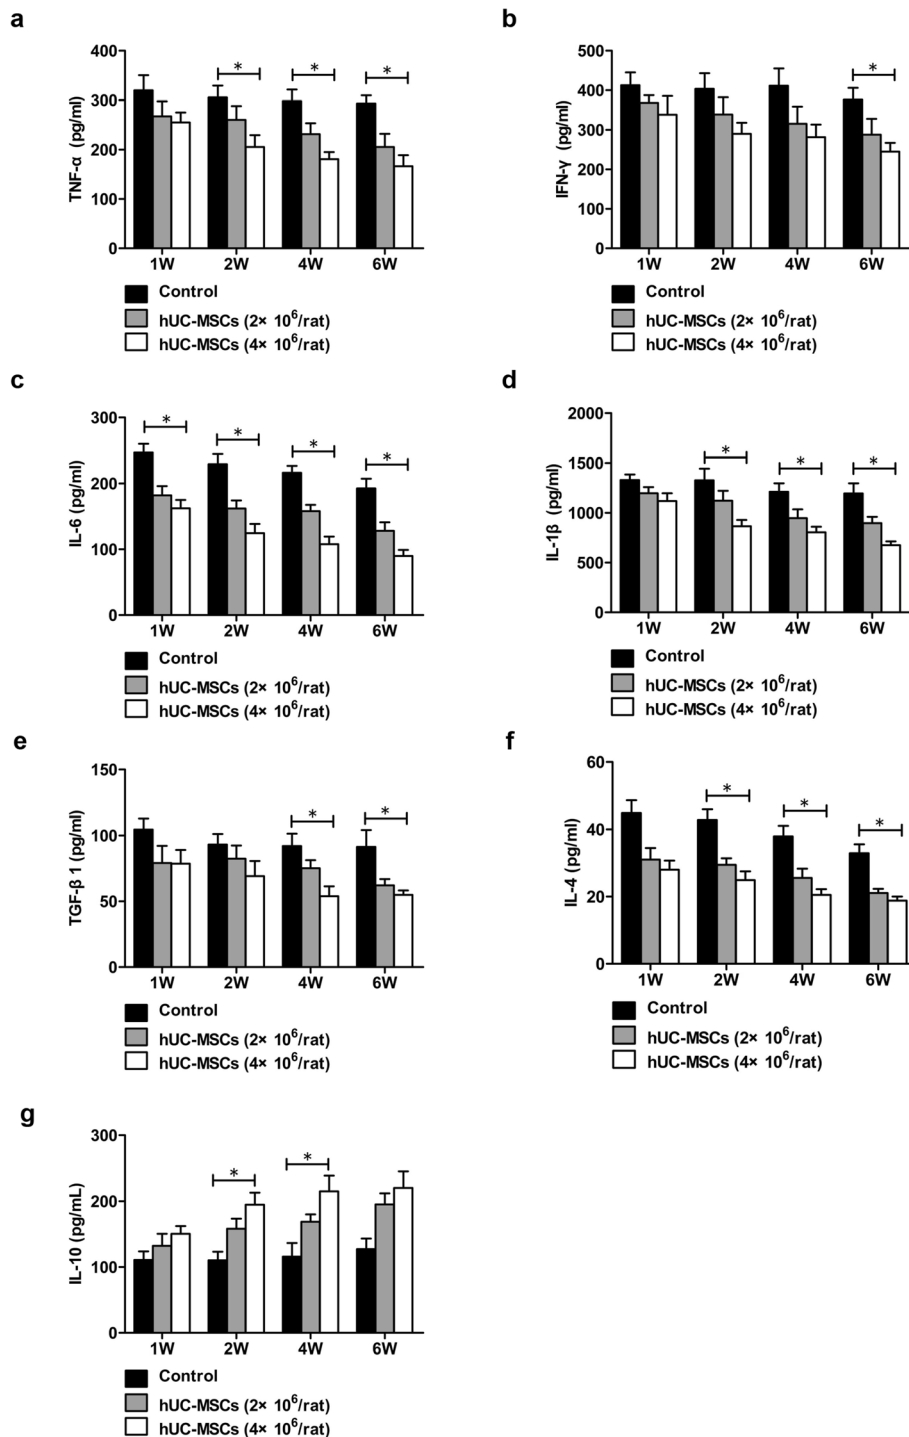 a
TNF-α (pg/ml)
400
300
200
100
0
* * *
1W 2W 4W 6W
Control
hUC-MSCs (2× 10⁶/rat)
hUC-MSCs (4× 10⁶/rat)
b
IFN-γ (pg/ml)
500
400
300
200
100
0
*
1W 2W 4W 6W
Control
hUC-MSCs (2× 10⁶/rat)
hUC-MSCs (4× 10⁶/rat)
c
IL-6 (pg/ml)
300
200
100
0
* * * *
1W 2W 4W 6W
Control
hUC-MSCs (2× 10⁶/rat)
hUC-MSCs (4× 10⁶/rat)
d
IL-1β (pg/ml)
2000
1500
1000
500
0
* * *
1W 2W 4W 6W
Control
hUC-MSCs (2× 10⁶/rat)
hUC-MSCs (4× 10⁶/rat)
e
TGF-β 1 (pg/ml)
150
100
50
0
* *
1W 2W 4W 6W
Control
hUC-MSCs (2× 10⁶/rat)
hUC-MSCs (4× 10⁶/rat)
f
IL-4 (pg/ml)
60
40
20
0
* * *
1W 2W 4W 6W
Control
hUC-MSCs (2× 10⁶/rat)
hUC-MSCs (4× 10⁶/rat)
g
IL-10 (pg/mL)
300
200
100
0
* *
1W 2W 4W 6W
Control
hUC-MSCs (2× 10⁶/rat)
hUC-MSCs (4× 10⁶/rat)